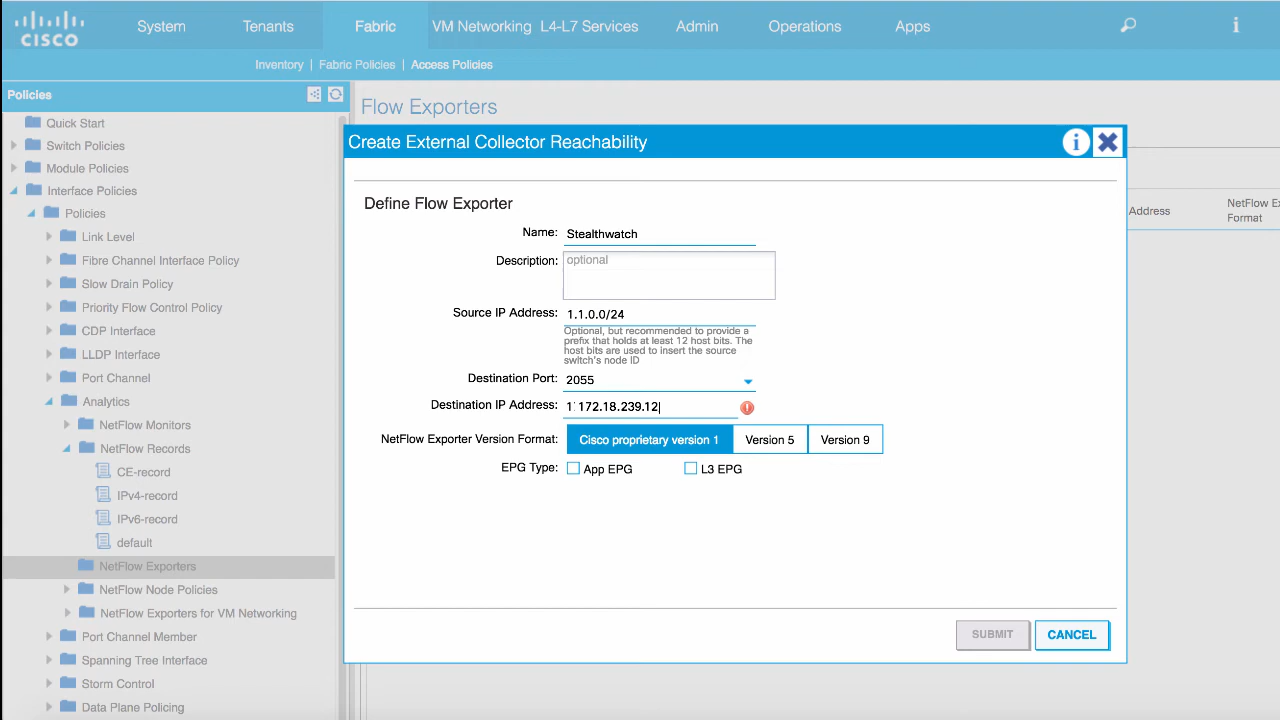 CISCO
System
Tenants
Fabric
VM Networking
L4-L7 Services
Admin
Operations
Apps
Inventory | Fabric Policies | Access Policies
Policies
Quick Start
Switch Policies
Module Policies
Interface Policies
Policies
Link Level
Fibre Channel Interface Policy
Slow Drain Policy
Priority Flow Control Policy
CDP Interface
LLDP Interface
Port Channel
Analytics
NetFlow Monitors
NetFlow Records
CE-record
IPv4-record
IPv6-record
default
NetFlow Exporters
NetFlow Node Policies
NetFlow Exporters for VM Networking
Port Channel Member
Spanning Tree Interface
Storm Control
Data Plane Policing
Flow Exporters
Address
NetFlow Ex
Format
Create External Collector Reachability
Define Flow Exporter
Name: Stealthwatch
Description: optional
Source IP Address: 1.1.0.0/24
Optional, but recommended to provide a
prefix that holds at least 12 host bits. The
host bits are used to insert the source
switch's node ID
Destination Port: 2055
Destination IP Address: 172.18.239.12
NetFlow Exporter Version Format: Cisco proprietary version 1 Version 5 Version 9
EPG Type: App EPG L3 EPG
SUBMIT
CANCEL